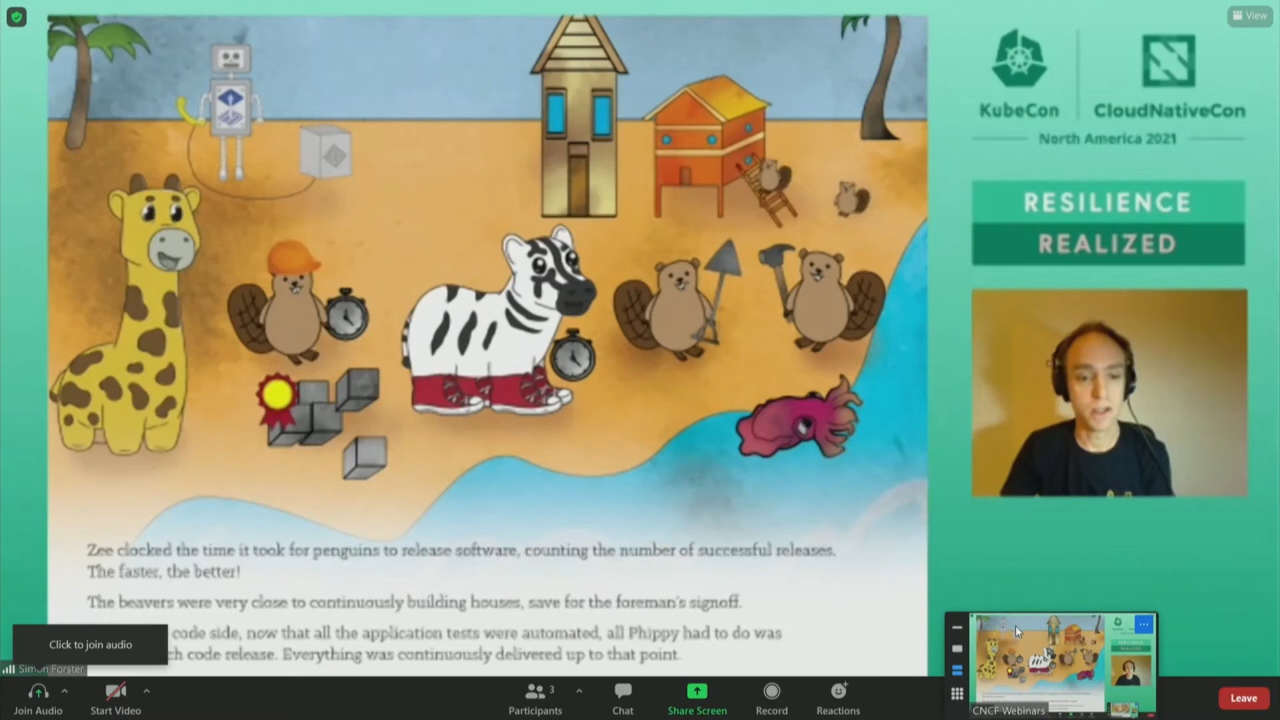 View
KubeCon
CloudNativeCon
North America 2021
RESILIENCE
REALIZED
Zee clocked the time it took for penguins to release software, counting the number of successful releases.
The faster, the better!
The beavers were very close to continuously building houses, save for the foreman's signoff.
code side, now that all the application tests were automated, all Phippy had to do was
ch code release. Everything was continuously delivered up to that point.
Click to join audio
Simon Forster
CNCF Webinars
Join Audio
Start Video
Participants
3
Chat
Share Screen
Record
Reactions
Leave